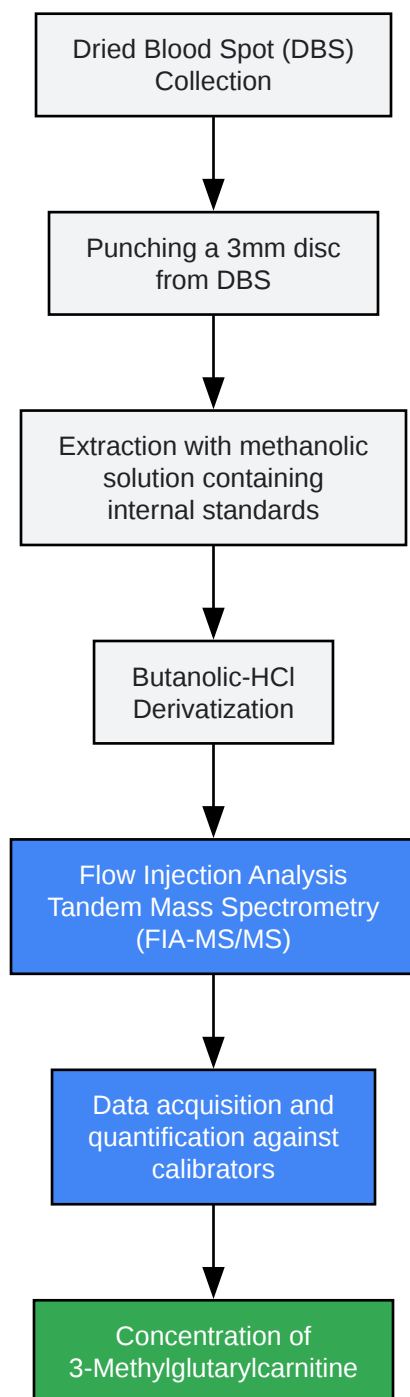 Dried Blood Spot (DBS)
Collection
Punching a 3mm disc
from DBS
Extraction with methanolic
solution containing
internal standards
Butanolic-HCl
Derivatization
Flow Injection Analysis
Tandem Mass Spectrometry
(FIA-MS/MS)
Data acquisition and
quantification against
calibrators
Concentration of
3-Methylglutarylcarnitine